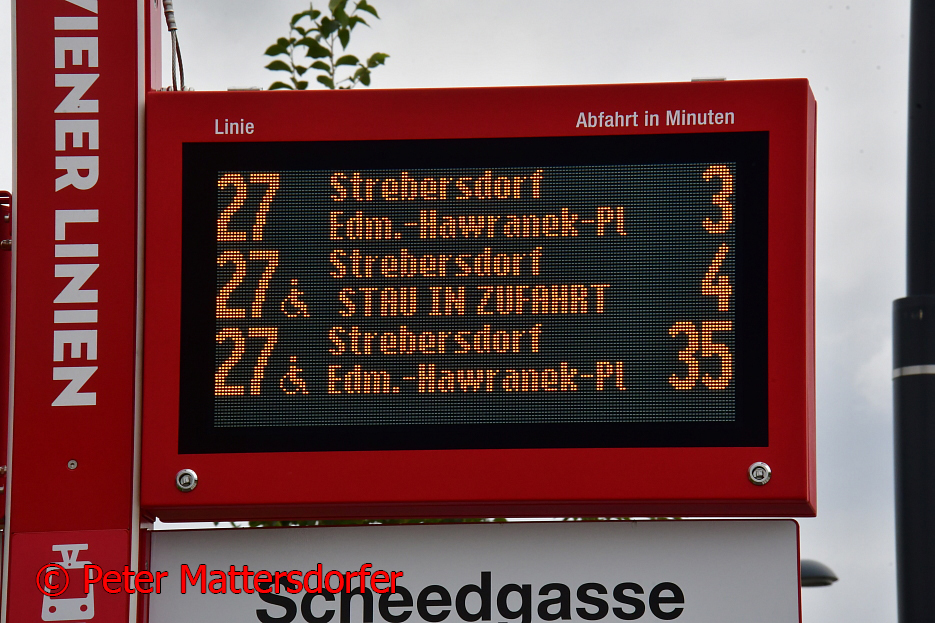 WIENER LINIEN
Linie Abfahrt in Minuten
27 Strebersdorf 3
Edm.-Hawranek-Pl
27 Strebersdorf 4
STAU IN ZUFAHRT
27 Strebersdorf 35
Edm.-Hawranek-Pl
© Peter Mattersdorfer
Scheedgasse